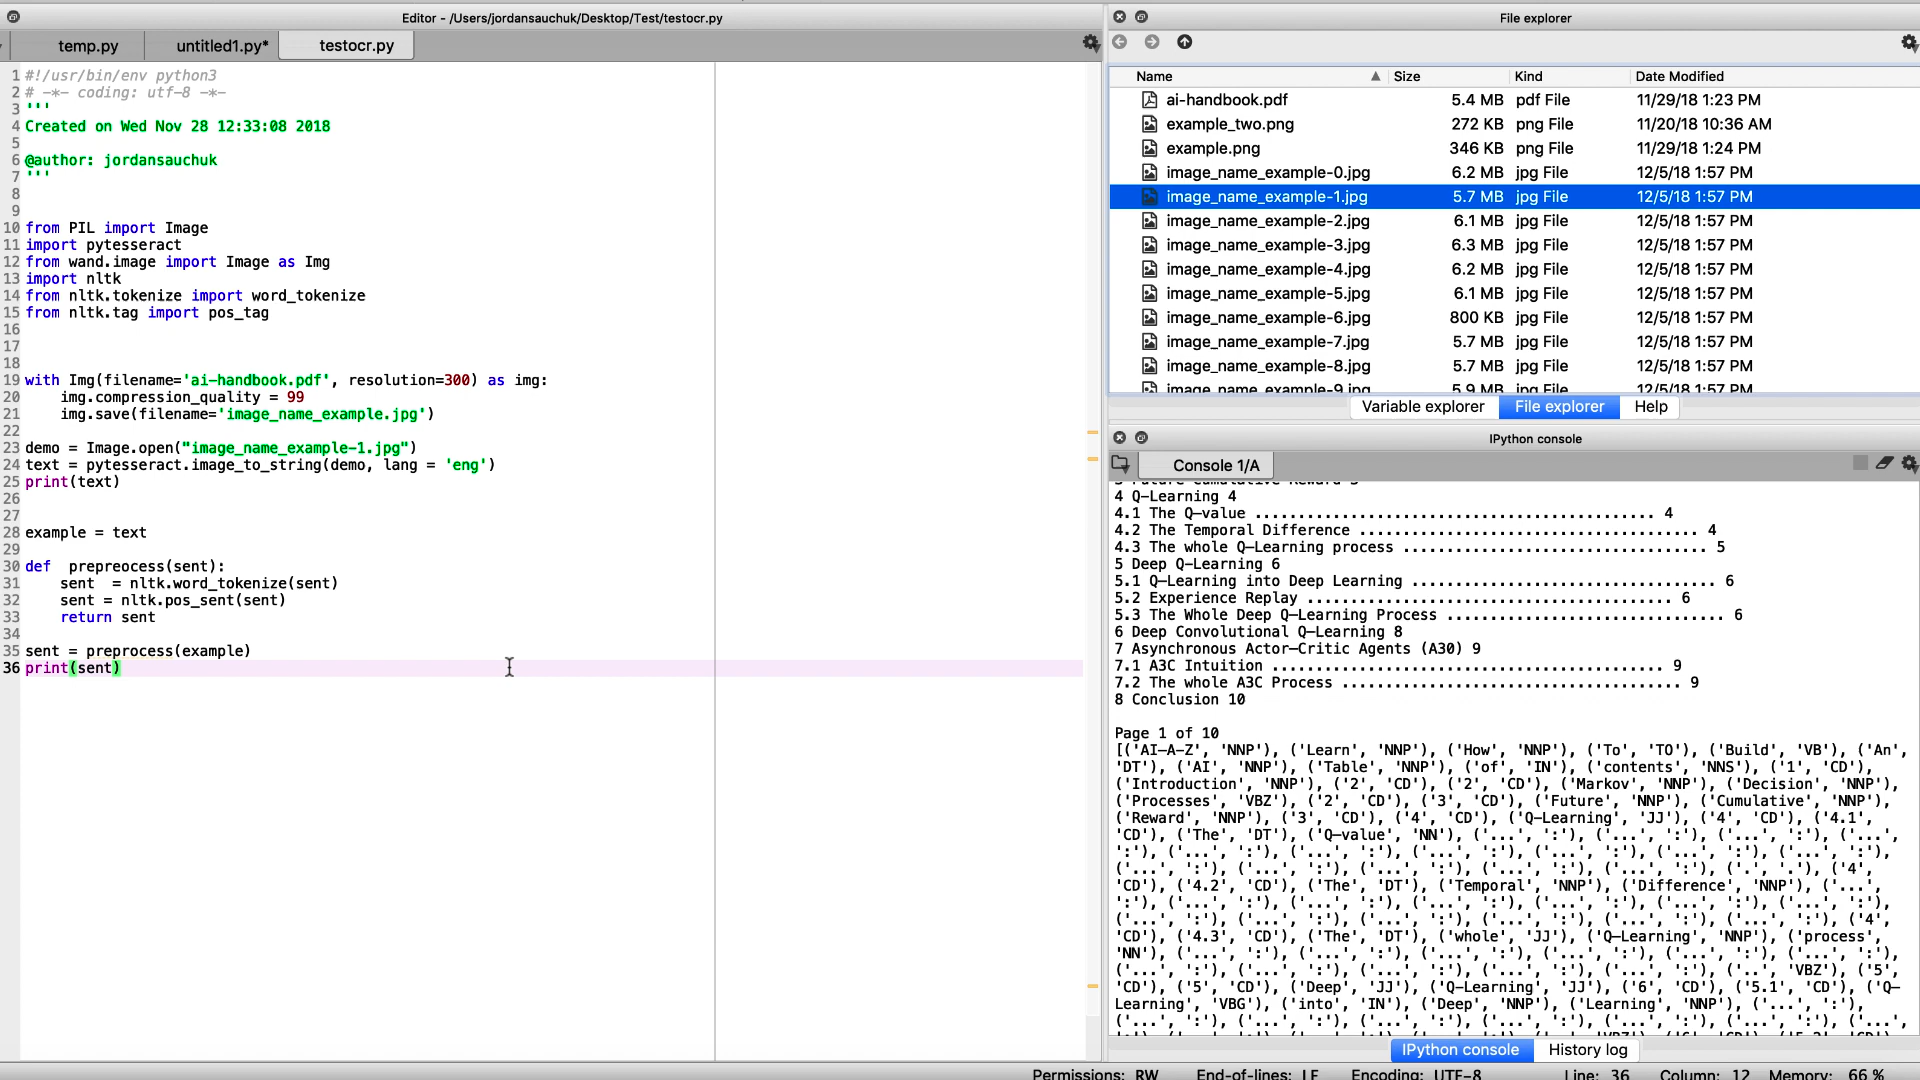 Editor - /Users/jordansauchuk/Desktop/Test/testocr.py
temp.py
untitled1.py*
testocr.py
1 #!/usr/bin/env python3
2 # -*- coding: utf-8 -*-
3 '''
4 Created on Wed Nov 28 12:33:08 2018
5
6 @author: jordansauchuk
7 '''
8
9
10 from PIL import Image
11 import pytesseract
12 from wand.image import Image as Img
13 import nltk
14 from nltk.tokenize import word_tokenize
15 from nltk.tag import pos_tag
16
17
18
19 with Img(filename='ai-handbook.pdf', resolution=300) as img:
20     img.compression_quality = 99
21     img.save(filename='image_name_example.jpg')
22
23 demo = Image.open("image_name_example-1.jpg")
24 text = pytesseract.image_to_string(demo, lang = 'eng')
25 print(text)
26
27
28 example = text
29
30 def  prepreocess(sent):
31     sent  = nltk.word_tokenize(sent)
32     sent = nltk.pos_sent(sent)
33     return sent
34
35 sent = preprocess(example)
36 print(sent)
File explorer
Name Size Kind Date Modified
ai-handbook.pdf 5.4 MB pdf File 11/29/18 1:23 PM
example_two.png 272 KB png File 11/20/18 10:36 AM
example.png 346 KB png File 11/29/18 1:24 PM
image_name_example-0.jpg 6.2 MB jpg File 12/5/18 1:57 PM
image_name_example-1.jpg 5.7 MB jpg File 12/5/18 1:57 PM
image_name_example-2.jpg 6.1 MB jpg File 12/5/18 1:57 PM
image_name_example-3.jpg 6.3 MB jpg File 12/5/18 1:57 PM
image_name_example-4.jpg 6.2 MB jpg File 12/5/18 1:57 PM
image_name_example-5.jpg 6.1 MB jpg File 12/5/18 1:57 PM
image_name_example-6.jpg 800 KB jpg File 12/5/18 1:57 PM
image_name_example-7.jpg 5.7 MB jpg File 12/5/18 1:57 PM
image_name_example-8.jpg 5.7 MB jpg File 12/5/18 1:57 PM
image_name_example-9.jpg 5.9 MB jpg File 12/5/18 1:57 PM
Variable explorer File explorer Help
IPython console
Console 1/A
3 Future Cumulative Reward 3
4 Q-Learning 4
4.1 The Q-value .............................................. 4
4.2 The Temporal Difference ....................................... 4
4.3 The whole Q-Learning process ................................... 5
5 Deep Q-Learning 6
5.1 Q-Learning into Deep Learning ................................... 6
5.2 Experience Replay .......................................... 6
5.3 The Whole Deep Q-Learning Process ................................ 6
6 Deep Convolutional Q-Learning 8
7 Asynchronous Actor-Critic Agents (A30) 9
7.1 A3C Intuition .............................................. 9
7.2 The whole A3C Process ....................................... 9
8 Conclusion 10
Page 1 of 10
[('AI-A-Z', 'NNP'), ('Learn', 'NNP'), ('How', 'NNP'), ('To', 'TO'), ('Build', 'VB'), ('An',
'DT'), ('AI', 'NNP'), ('Table', 'NNP'), ('of', 'IN'), ('contents', 'NNS'), ('1', 'CD'),
('Introduction', 'NNP'), ('2', 'CD'), ('2', 'CD'), ('Markov', 'NNP'), ('Decision', 'NNP'),
('Processes', 'VBZ'), ('2', 'CD'), ('3', 'CD'), ('Future', 'NNP'), ('Cumulative', 'NNP'),
('Reward', 'NNP'), ('3', 'CD'), ('4', 'CD'), ('Q-Learning', 'JJ'), ('4', 'CD'), ('4.1',
'CD'), ('The', 'DT'), ('Q-value', 'NN'), ('...', ':'), ('...', ':'), ('...', ':'), ('...',
':'), ('...', ':'), ('...', ':'), ('...', ':'), ('...', ':'), ('...', ':'), ('...', ':'),
('...', ':'), ('...', ':'), ('...', ':'), ('...', ':'), ('...', ':'), ('.', '.'), ('4',
'CD'), ('4.2', 'CD'), ('The', 'DT'), ('Temporal', 'NNP'), ('Difference', 'NNP'), ('...',
':'), ('...', ':'), ('...', ':'), ('...', ':'), ('...', ':'), ('...', ':'), ('...', ':'),
('...', ':'), ('...', ':'), ('...', ':'), ('...', ':'), ('...', ':'), ('...', ':'), ('4',
'CD'), ('4.3', 'CD'), ('The', 'DT'), ('whole', 'JJ'), ('Q-Learning', 'NNP'), ('process',
'NN'), ('...', ':'), ('...', ':'), ('...', ':'), ('...', ':'), ('...', ':'), ('...', ':'),
('...', ':'), ('...', ':'), ('...', ':'), ('...', ':'), ('...', ':'), ('..', 'VBZ'), ('5',
'CD'), ('5', 'CD'), ('Deep', 'JJ'), ('Q-Learning', 'JJ'), ('6', 'CD'), ('5.1', 'CD'), ('Q-
Learning', 'VBG'), ('into', 'IN'), ('Deep', 'NNP'), ('Learning', 'NNP'), ('...', ':'),
('...', ':'), ('...', ':'), ('...', ':'), ('...', ':'), ('...', ':'), ('...', ':'), ('...',
IPython console History log
Permissions: RW End-of-lines: LF Encoding: UTF-8 Line: 36 Column: 12 Memory: 66 %